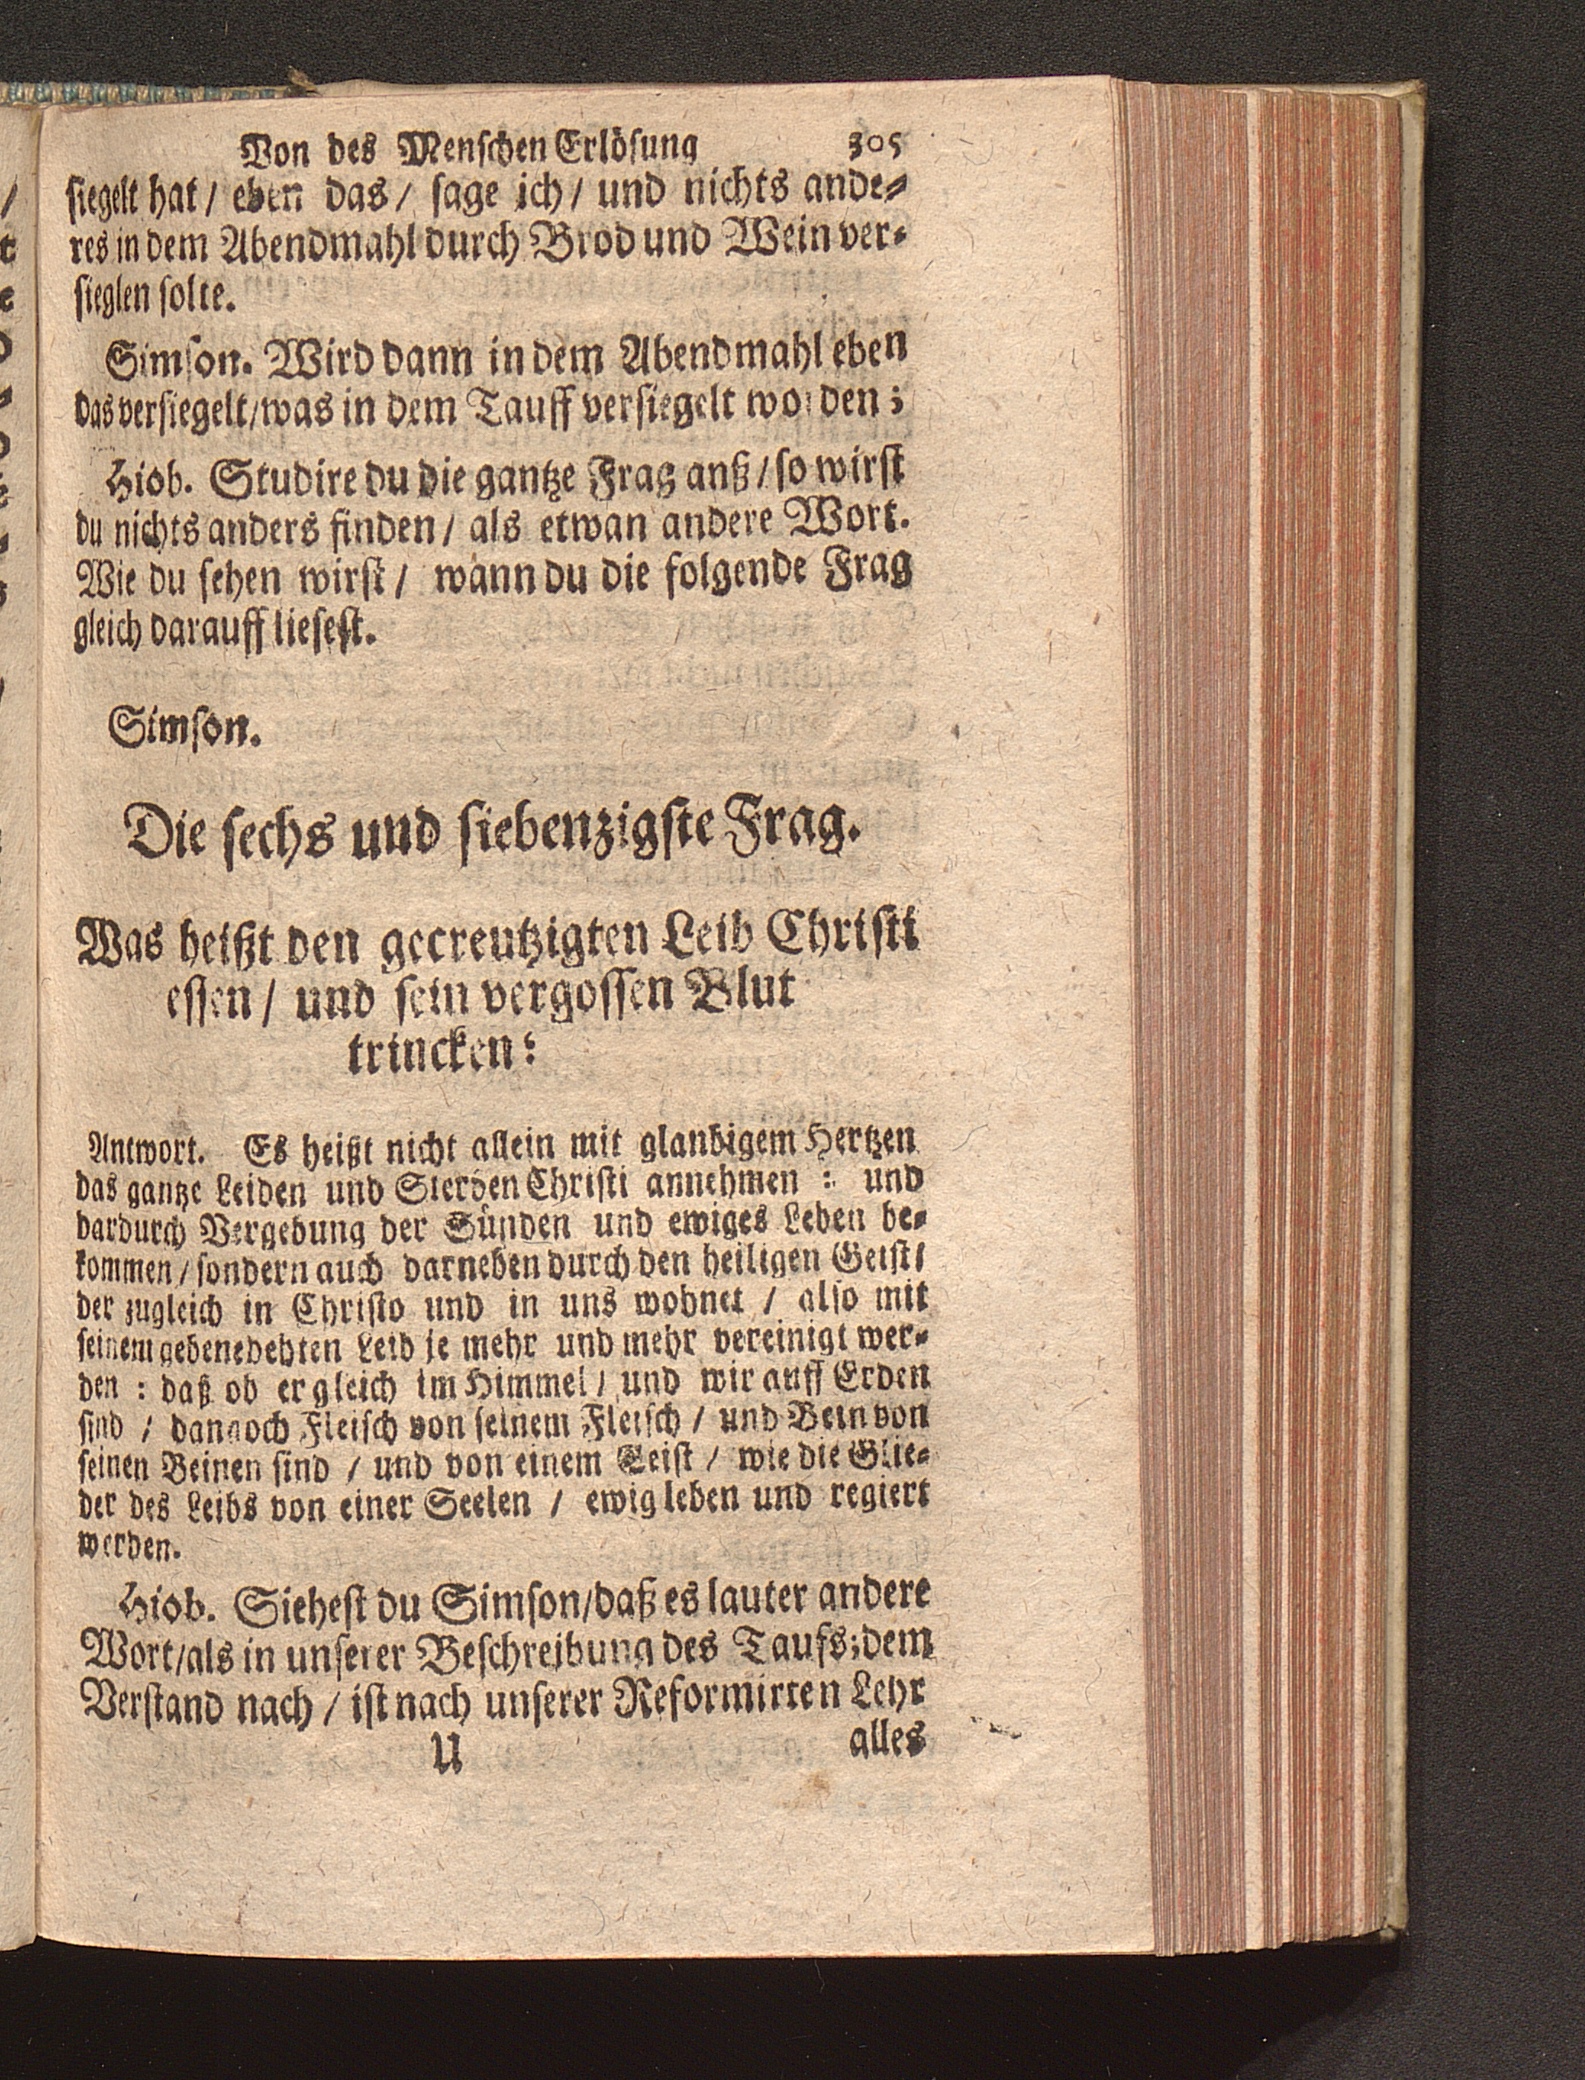 Von des Menschen Erlösung 305
siegelt hat / eben das / sage ich / und nichts ande-
res in dem Abendmahl durch Brod und Wein ver-
sieglen solte.
Simson. Wird dann in dem Abendmahl eben
das versiegelt / was in dem Tauff versiegelt worden?
Hiob. Studire du die gantze Frag anß / so wirst
du nichts anders finden / als etwan andere Wort.
Wie du sehen wirst / wann du die folgende Frag
gleich darauff liesest.
Simson.
Die sechs und siebenzigste Frag.
Was heißt den gecreutzigten Leib Christi
essen / und sein vergossen Blut
trincken?
Antwort. Es heißt nicht allein mit glaubigem Hertzen
das gantze Leiden und Sterben Christi annehmen : und
dardurch Vergebung der Sünden und ewiges Leben be-
kommen / sondern auch darneben durch den heiligen Geist /
der zugleich in Christo und in uns wohnet / also mit
seinem gebenedeyten Leib je mehr und mehr vereinigt wer-
den : daß ob er gleich im Himmel / und wir auff Erden
sind / dannoch Fleisch von seinem Fleisch / und Bein von
seinen Beinen sind / und von einem Geist / wie die Glie-
der des Leibs von einer Seelen / ewig leben und regiert
werden.
Hiob. Siehest du Simson / daß es lauter andere
Wort / als in unserer Beschreibung des Taufs; dem
Verstand nach / ist nach unserer Reformirten Lehr
U alles